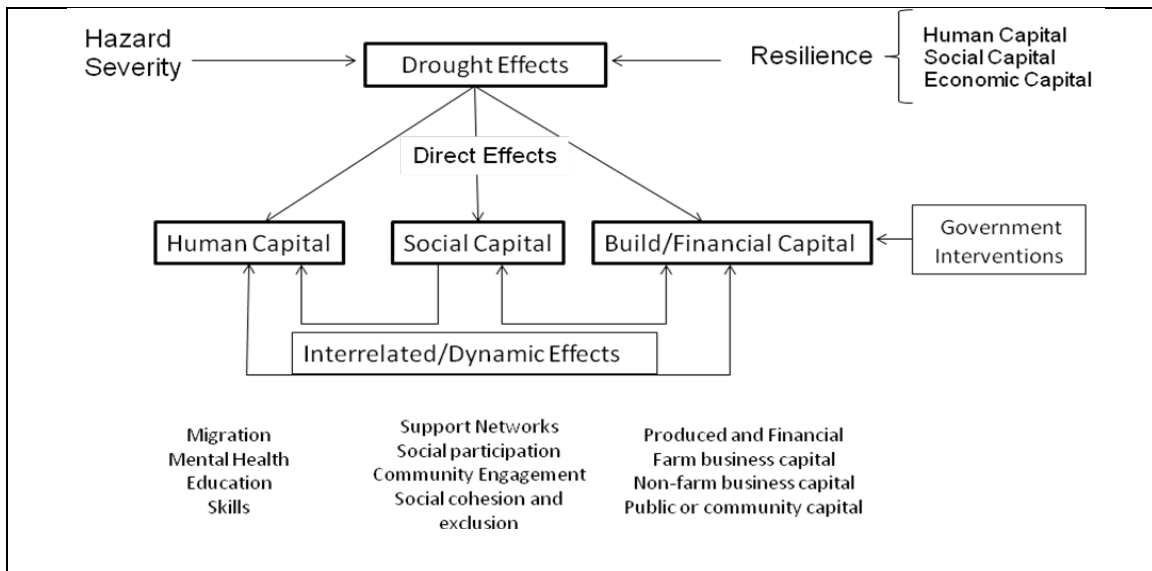 Hazard
Severity
Drought Effects
Resilience
Human Capital
Social Capital
Economic Capital
Direct Effects
Human Capital
Social Capital
Build/Financial Capital
Government
Interventions
Interrelated/Dynamic Effects
Migration
Mental Health
Education
Skills
Support Networks
Social participation
Community Engagement
Social cohesion and
exclusion
Produced and Financial
Farm business capital
Non-farm business capital
Public or community capital